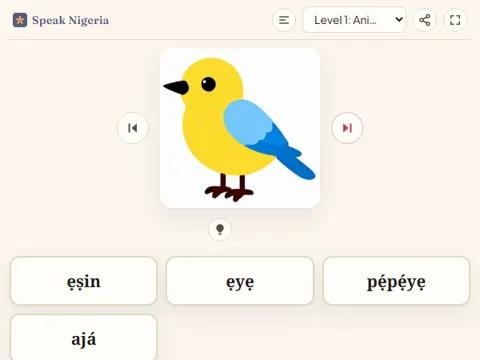 Speak Nigeria
Level 1: Ani...
ẹṣin
ẹyẹ
pẹ́pẹ́yẹ
ajá